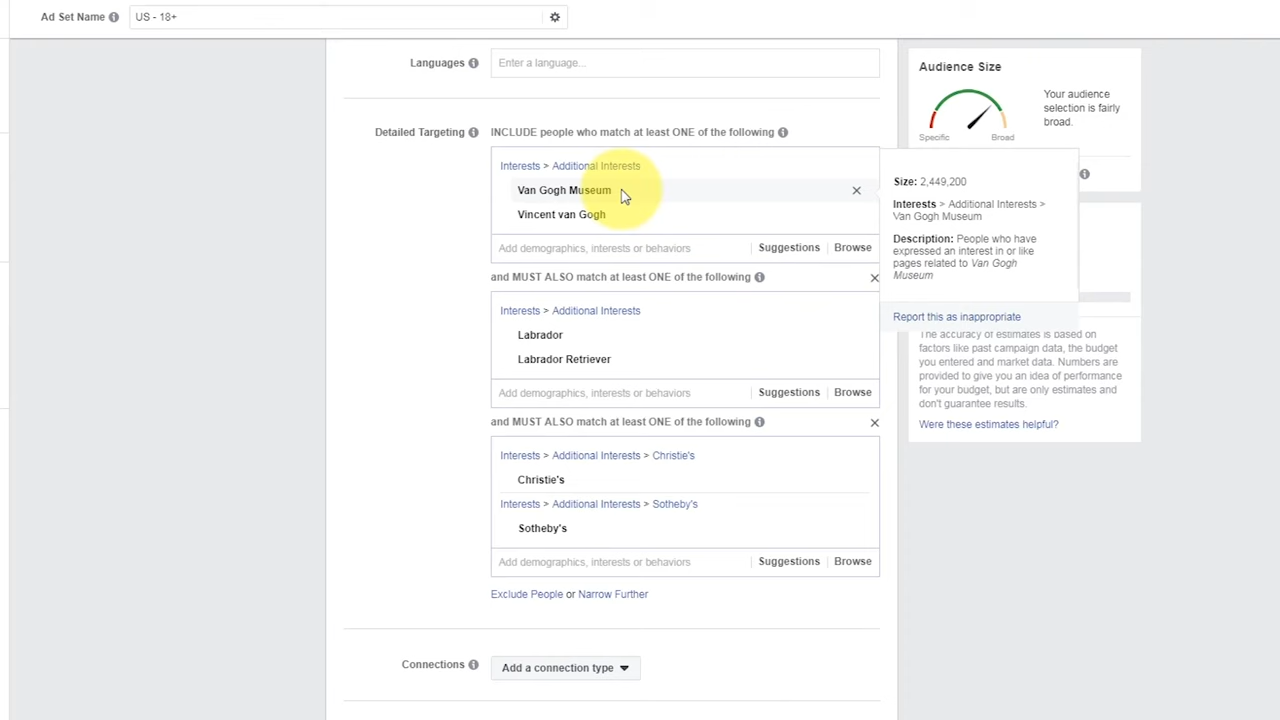 Ad Set Name
US - 18+
Languages
Enter a language...
Audience Size
Your audience
selection is fairly
broad.
Specific
Broad
Detailed Targeting
INCLUDE people who match at least ONE of the following
Interests > Additional Interests
Van Gogh Museum
Vincent van Gogh
Add demographics, interests or behaviors
Suggestions
Browse
Size: 2,449,200
Interests > Additional Interests >
Van Gogh Museum
Description: People who have
expressed an interest in or like
pages related to Van Gogh
Museum
Report this as inappropriate
and MUST ALSO match at least ONE of the following
Interests > Additional Interests
Labrador
Labrador Retriever
Add demographics, interests or behaviors
Suggestions
Browse
The accuracy of estimates is based on
factors like past campaign data, the budget
you entered and market data. Numbers are
provided to give you an idea of performance
for your budget, but are only estimates and
don't guarantee results.
Were these estimates helpful?
and MUST ALSO match at least ONE of the following
Interests > Additional Interests > Christie's
Christie's
Interests > Additional Interests > Sotheby's
Sotheby's
Add demographics, interests or behaviors
Suggestions
Browse
Exclude People or Narrow Further
Connections
Add a connection type